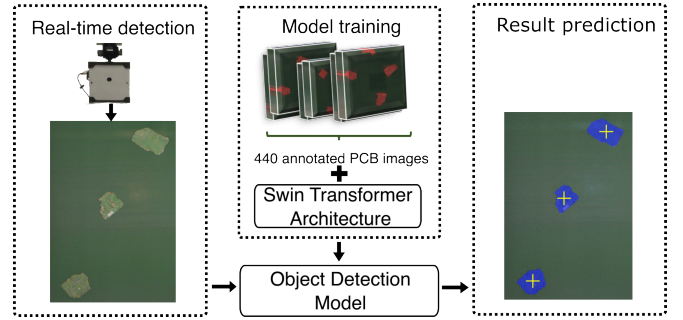 Real-time detection
Model training
440 annotated PCB images
Swin Transformer
Architecture
Object Detection
Model
Result prediction